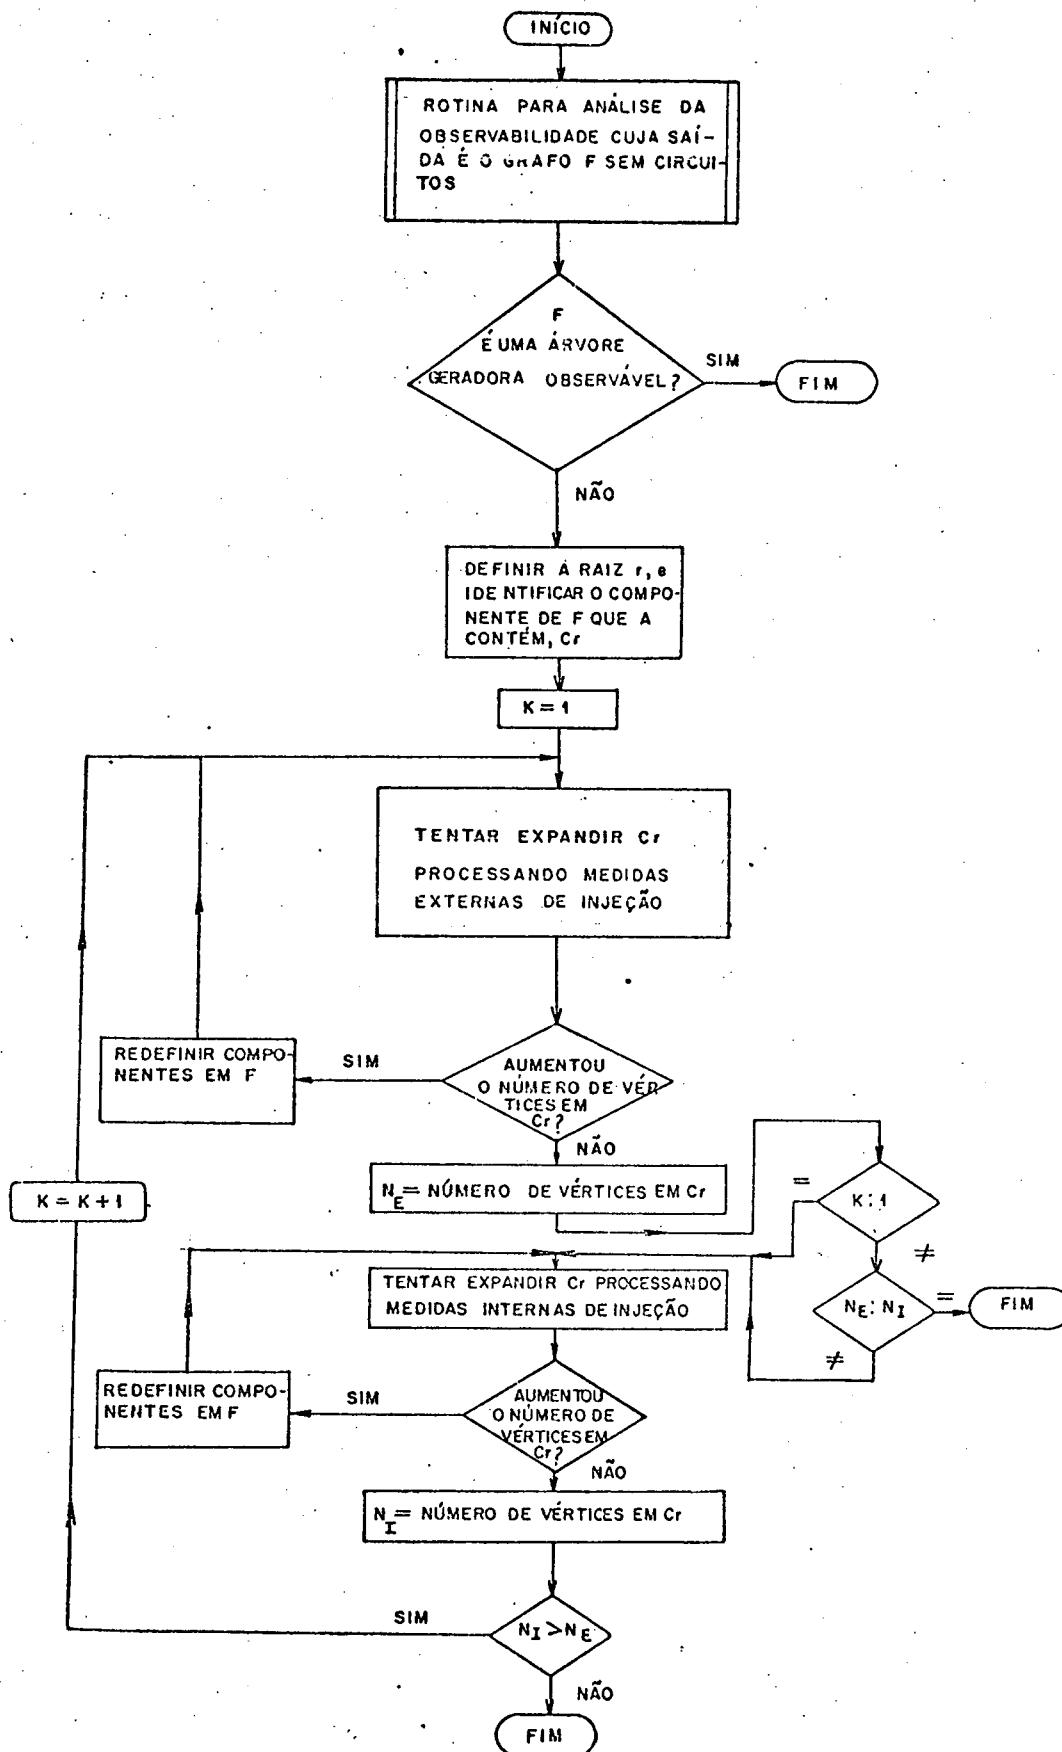 INÍCIO
ROTINA PARA ANÁLISE DA
OBSERVABILIDADE CUJA SAÍ-
DA É O GRAFO F SEM CIRCUI-
TOS
F
É UMA ÁRVORE
GERADORA OBSERVÁVEL?
SIM
FIM
NÃO
DEFINIR A RAIZ r, e
IDENTIFICAR O COMPO-
NENTE DE F QUE A
CONTÉM, Cr
K = 1
TENTAR EXPANDIR Cr
PROCESSANDO MEDIDAS
EXTERNAS DE INJEÇÃO
REDEFINIR COMPO-
NENTES EM F
SIM
AUMENTOU
O NÚMERO DE VÉR
TICES EM
Cr?
NÃO
N_E = NÚMERO DE VÉRTICES EM Cr
=
K : 1
≠
K = K + 1
TENTAR EXPANDIR Cr PROCESSANDO
MEDIDAS INTERNAS DE INJEÇÃO
N_E : N_I
=
FIM
≠
REDEFINIR COMPO-
NENTES EM F
SIM
AUMENTOU
O NÚMERO DE
VÉRTICES EM
Cr?
NÃO
N_I = NÚMERO DE VÉRTICES EM Cr
SIM
N_I > N_E
NÃO
FIM